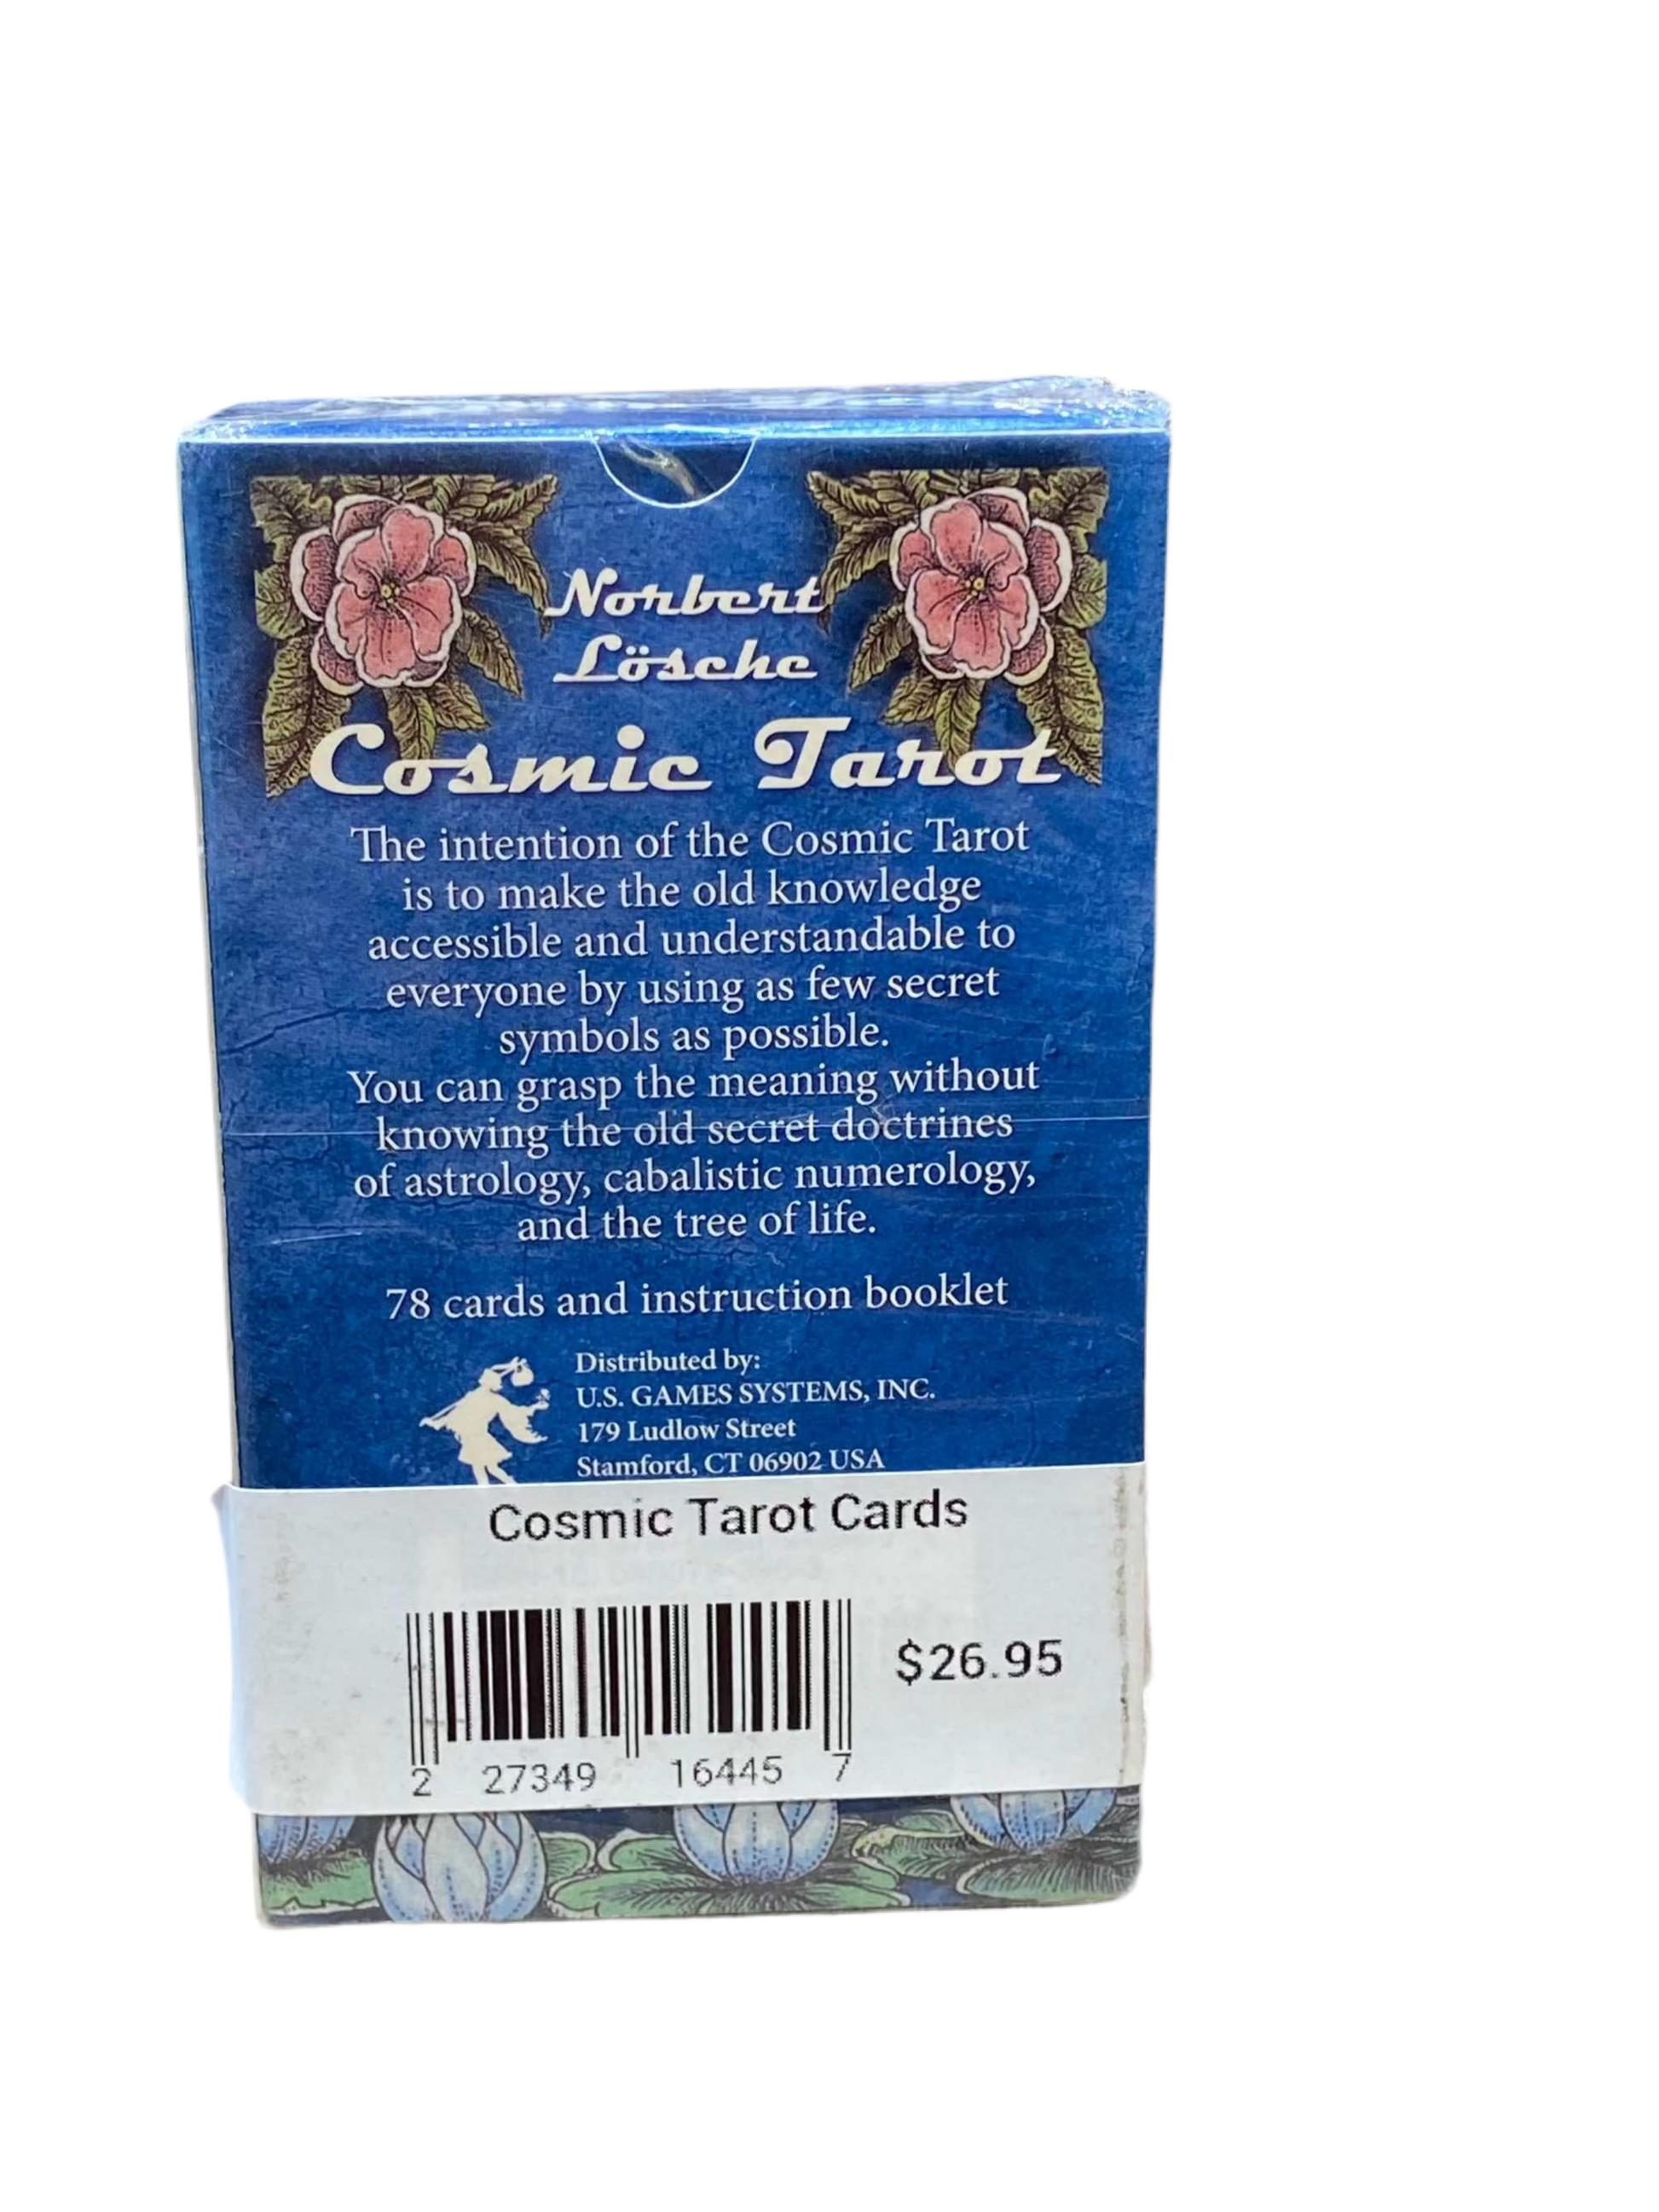 Norbert
Lösche
Cosmic Tarot
The intention of the Cosmic Tarot
is to make the old knowledge
accessible and understandable to
everyone by using as few secret
symbols as possible.
You can grasp the meaning without
knowing the old secret doctrines
of astrology, cabalistic numerology,
and the tree of life.
78 cards and instruction booklet
Distributed by:
U.S. GAMES SYSTEMS, INC.
179 Ludlow Street
Stamford, CT 06902 USA
Cosmic Tarot Cards
$26.95
2 27349 16445 7